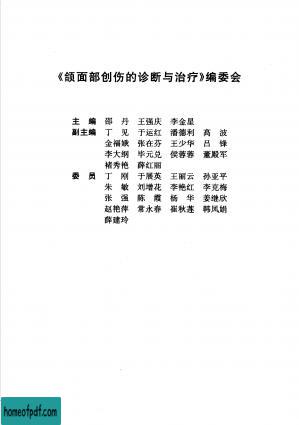 《颌面部创伤的诊断与治疗》编委会
主　编　邵　丹　王强庆　李金星
副主编　丁　见　于运红　潘德利　高　波
金福娥　张在芬　王少华　吕　锋
李大纲　毕元兑　侯蓉蓉　董殿军
褚秀艳　薛红丽
委　员　丁　刚　于展英　王丽云　孙亚平
朱　敏　刘增花　李艳红　李克梅
张　强　陈　霞　杨　华　姜继欣
赵艳萍　常永春　崔秋莲　韩凤娟
薛建玲
homeofpdf.com